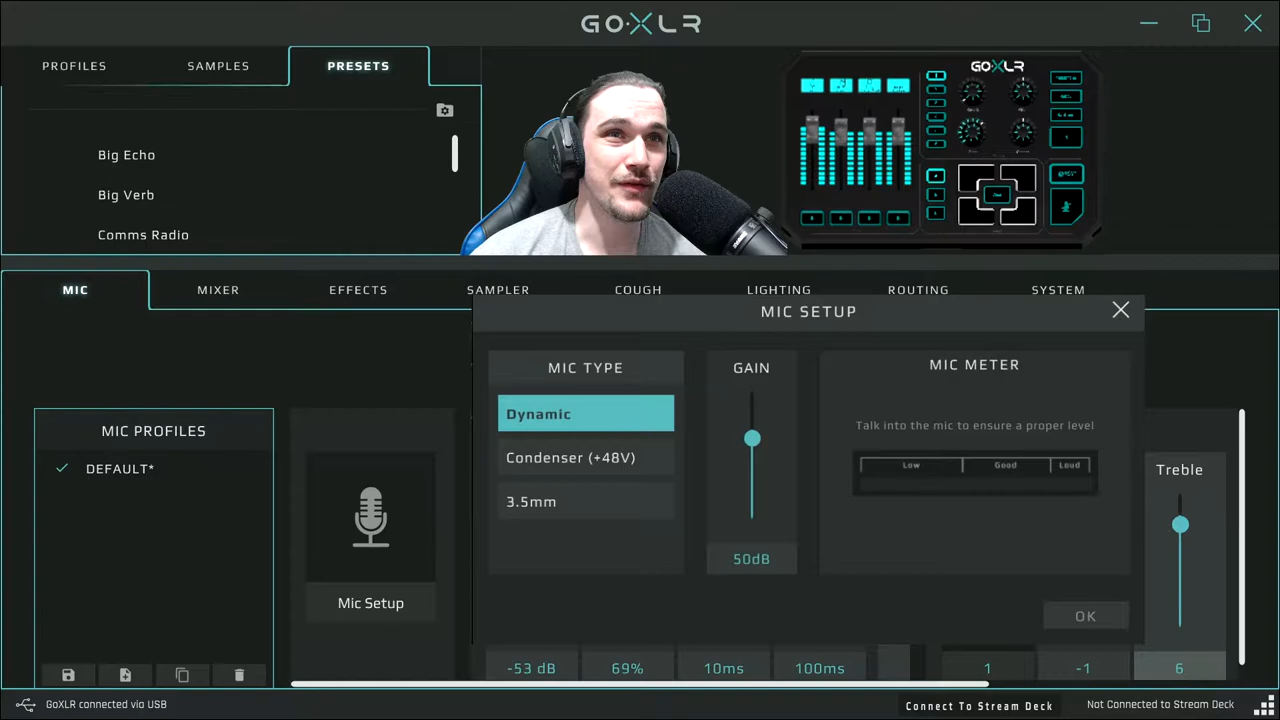 GO·XLR
PROFILES
SAMPLES
PRESETS
Big Echo
Big Verb
Comms Radio
GOXLR
MIC
MIXER
EFFECTS
SAMPLER
COUGH
LIGHTING
ROUTING
SYSTEM
MIC SETUP
MIC TYPE
Dynamic
Condenser (+48V)
3.5mm
GAIN
50dB
MIC METER
Talk into the mic to ensure a proper level
Low
Good
Loud
OK
MIC PROFILES
DEFAULT*
Mic Setup
Treble
-53 dB
69%
10ms
100ms
1
-1
6
GoXLR connected via USB
Connect To Stream Deck
Not Connected to Stream Deck